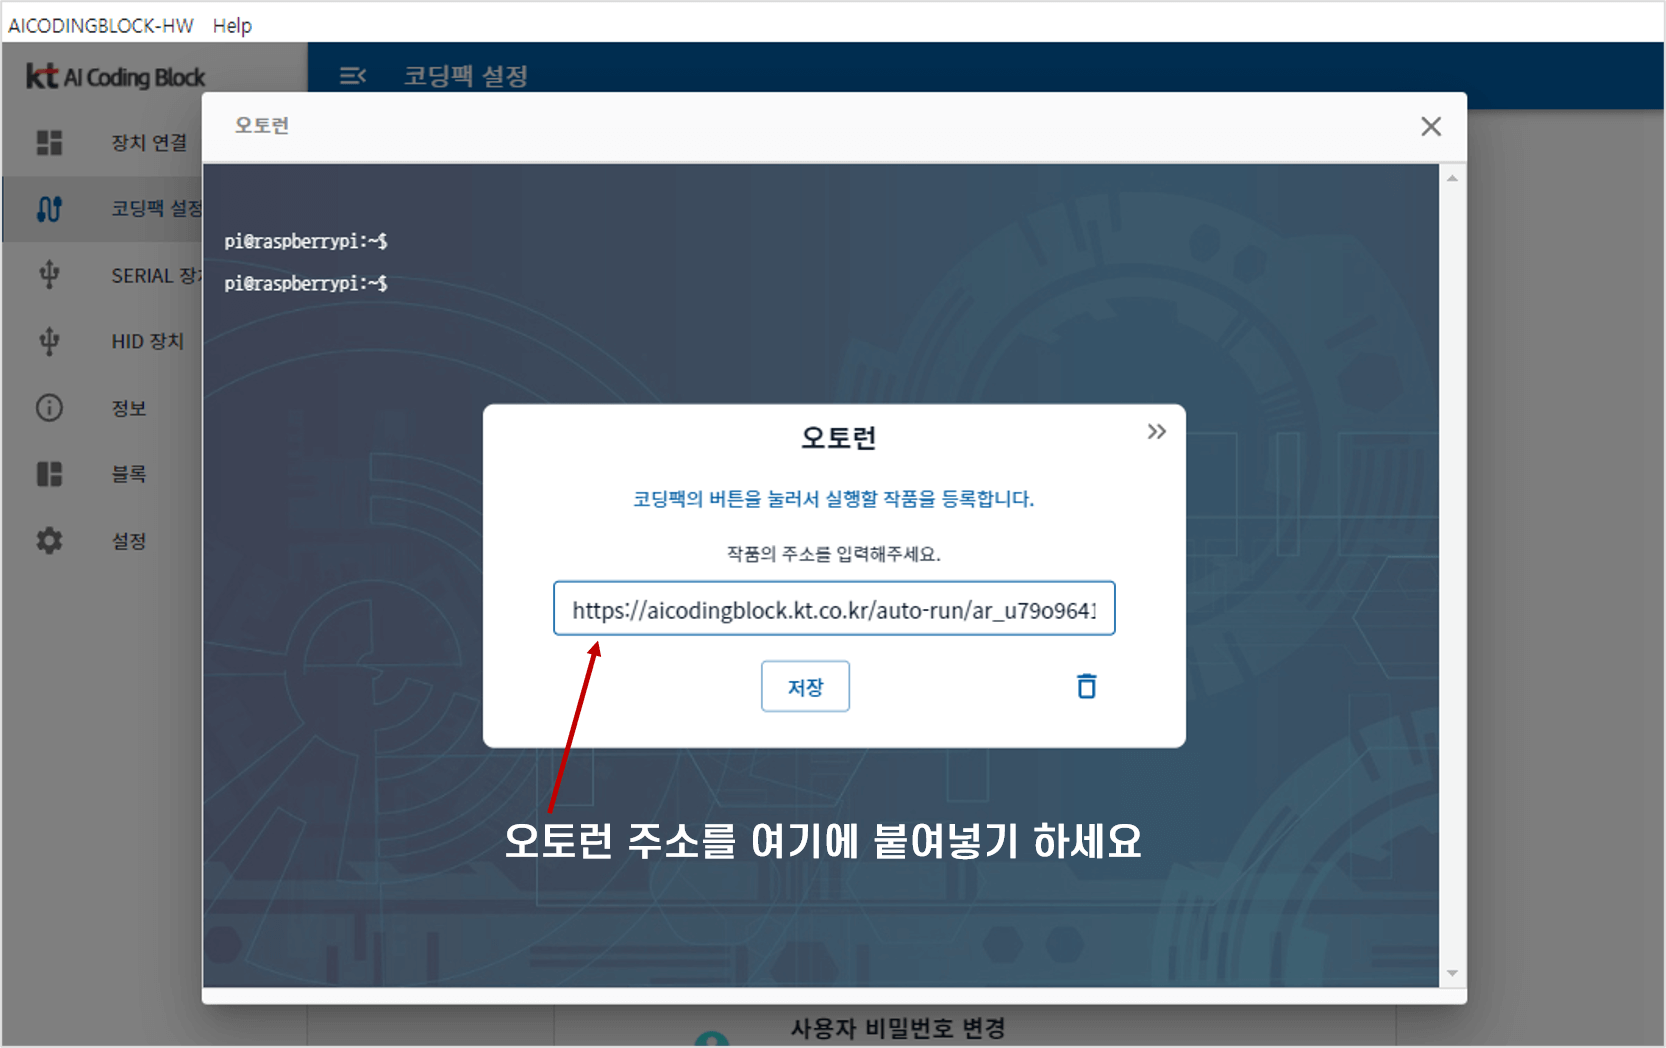 AICODINGBLOCK-HW Help
kt AI Coding Block
코딩팩 설정
장치 연결
코딩팩 설정
SERIAL 장치
HID 장치
정보
블록
설정
오토런
pi@raspberrypi:~$
pi@raspberrypi:~$
오토런
코딩팩의 버튼을 눌러서 실행할 작품을 등록합니다.
작품의 주소를 입력해주세요.
https://aicodingblock.kt.co.kr/auto-run/ar_u79o9641
저장
오토런 주소를 여기에 붙여넣기 하세요
사용자 비밀번호 변경